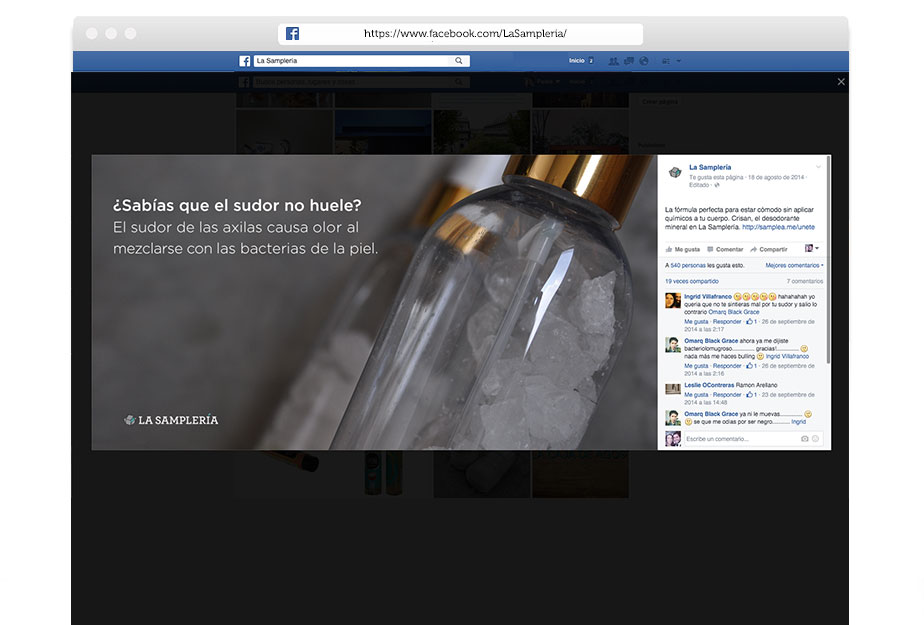 https://www.facebook.com/LaSampleria/
La Samplería
Inicio
¿Sabías que el sudor no huele?
El sudor de las axilas causa olor al
mezclarse con las bacterias de la piel.
LA SAMPLERÍA
La Samplería
Te gusta esta página · 18 de agosto de 2014 ·
Editado ·
La fórmula perfecta para estar cómodo sin aplicar
químicos a tu cuerpo. Crisan, el desodorante
mineral en La Samplería. http://samplea.me/unete
Me gusta Comentar Compartir
A 540 personas les gusta esto. Mejores comentarios
19 veces compartido 7 comentarios
Ingrid Villafranco hahahahah yo
queria que no te sintieras mal por tu sudor y salio lo
contrario Omarq Black Grace
Me gusta · Responder · 1 · 26 de septiembre de
2014 a las 2:17
Omarq Black Grace ahora ya me dijiste
bacteriolomugroso............ gracias!............
nada más me haces bulling Ingrid Villafranco
Me gusta · Responder · 1 · 26 de septiembre de
2014 a las 2:16
Leslie OContreras Ramon Arellano
Me gusta · Responder · 1 · 23 de septiembre de
2014 a las 14:48
Omarq Black Grace ya ni le muevas............
se que me odias por ser negro.......... Ingrid
Escribe un comentario...